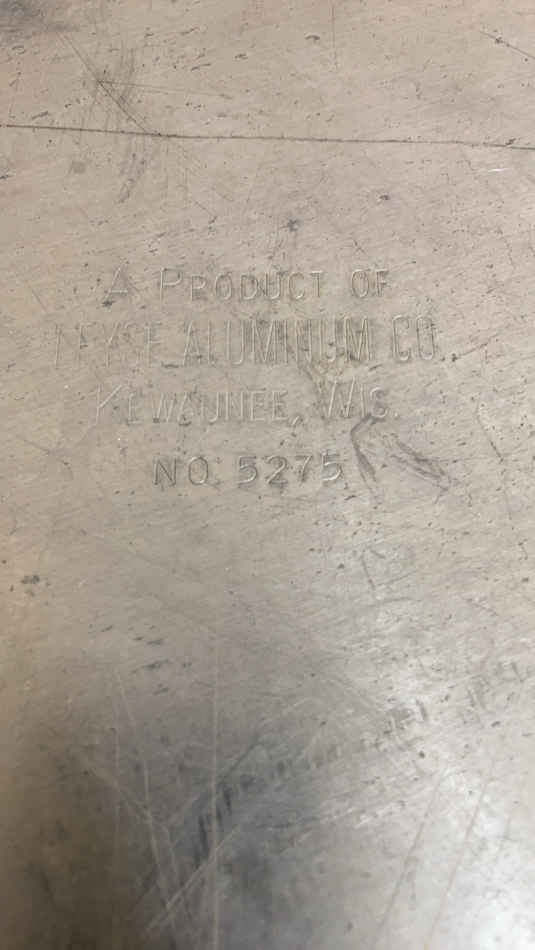 A PRODUCT OF
LEYSE ALUMINUM CO.
KEWAUNEE, WIS.
NO. 5275